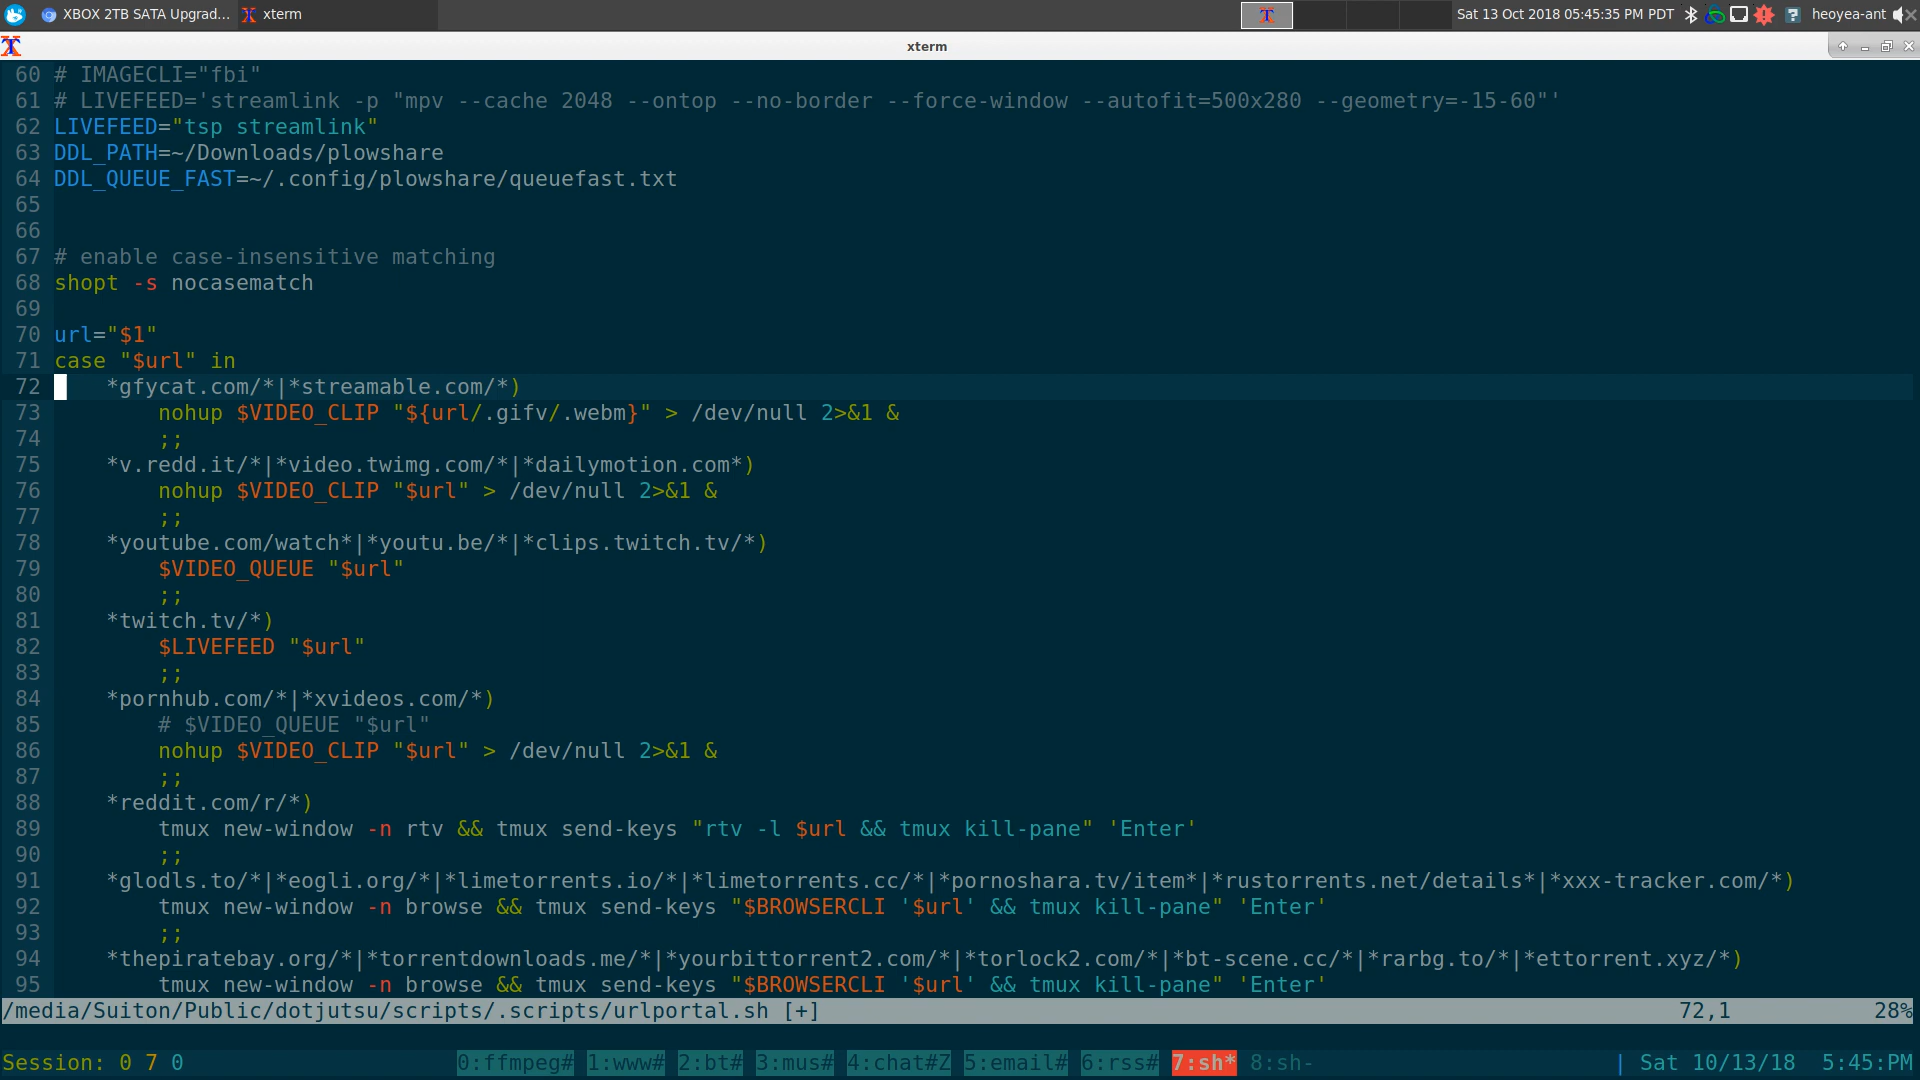 XBOX 2TB SATA Upgrad... xterm Sat 13 Oct 2018 05:45:35 PM PDT heoyea-ant
xterm
60 # IMAGECLI="fbi"
61 # LIVEFEED='streamlink -p "mpv --cache 2048 --ontop --no-border --force-window --autofit=500x280 --geometry=-15-60"'
62 LIVEFEED="tsp streamlink"
63 DDL_PATH=~/Downloads/plowshare
64 DDL_QUEUE_FAST=~/.config/plowshare/queuefast.txt
65
66
67 # enable case-insensitive matching
68 shopt -s nocasematch
69
70 url="$1"
71 case "$url" in
72     *gfycat.com/*|*streamable.com/*)
73         nohup $VIDEO_CLIP "${url/.gifv/.webm}" > /dev/null 2>&1 &
74         ;;
75     *v.redd.it/*|*video.twimg.com/*|*dailymotion.com*)
76         nohup $VIDEO_CLIP "$url" > /dev/null 2>&1 &
77         ;;
78     *youtube.com/watch*|*youtu.be/*|*clips.twitch.tv/*)
79         $VIDEO_QUEUE "$url"
80         ;;
81     *twitch.tv/*)
82         $LIVEFEED "$url"
83         ;;
84     *pornhub.com/*|*xvideos.com/*)
85         # $VIDEO_QUEUE "$url"
86         nohup $VIDEO_CLIP "$url" > /dev/null 2>&1 &
87         ;;
88     *reddit.com/r/*)
89         tmux new-window -n rtv && tmux send-keys "rtv -l $url && tmux kill-pane" 'Enter'
90         ;;
91     *glodls.to/*|*eogli.org/*|*limetorrents.io/*|*limetorrents.cc/*|*pornoshara.tv/item*|*rustorrents.net/details*|*xxx-tracker.com/*)
92         tmux new-window -n browse && tmux send-keys "$BROWSERCLI '$url' && tmux kill-pane" 'Enter'
93         ;;
94     *thepiratebay.org/*|*torrentdownloads.me/*|*yourbittorrent2.com/*|*torlock2.com/*|*bt-scene.cc/*|*rarbg.to/*|*ettorrent.xyz/*)
95         tmux new-window -n browse && tmux send-keys "$BROWSERCLI '$url' && tmux kill-pane" 'Enter'
/media/Suiton/Public/dotjutsu/scripts/.scripts/urlportal.sh [+] 72,1 28%
Session: 0 7 0 0:ffmpeg# 1:www# 2:bt# 3:mus# 4:chat#Z 5:email# 6:rss# 7:sh* 8:sh- | Sat 10/13/18 5:45:PM